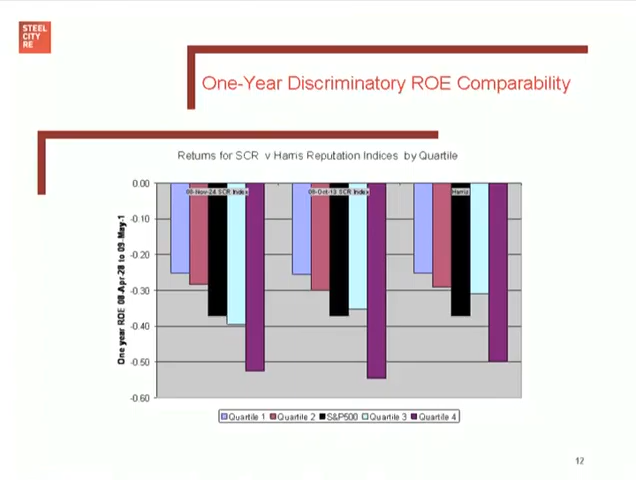 STEEL
CITY
RE
One-Year Discriminatory ROE Comparability
Returns for SCR v Harris Reputation Indices by Quartile
08-Nov-24 SCR Index
08-Oct-13 SCR Index
Harris
0.00
-0.10
-0.20
-0.30
-0.40
-0.50
-0.60
One year ROE 08-Apr-28 to 09-May-1
Quartile 1 Quartile 2 S&P500 Quartile 3 Quartile 4
12